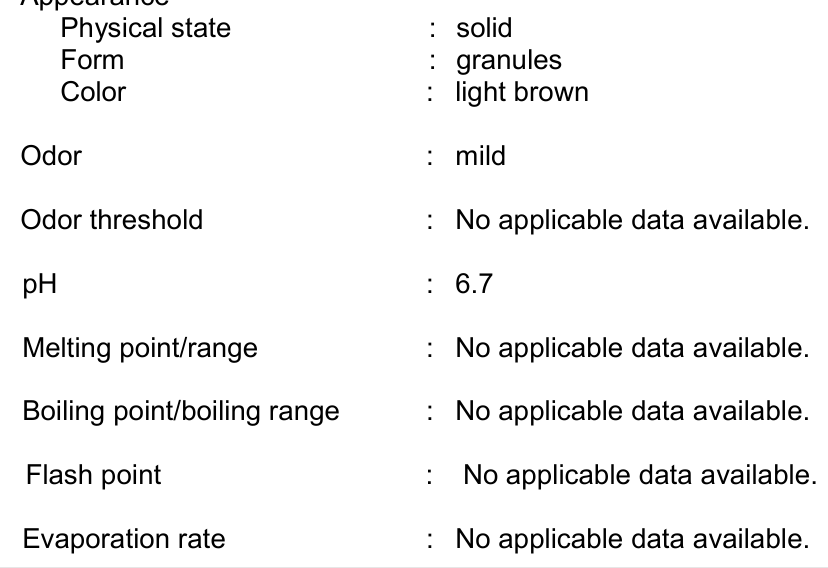 Appearance
Physical state : solid
Form : granules
Color : light brown
Odor : mild
Odor threshold : No applicable data available.
pH : 6.7
Melting point/range : No applicable data available.
Boiling point/boiling range : No applicable data available.
Flash point : No applicable data available.
Evaporation rate : No applicable data available.